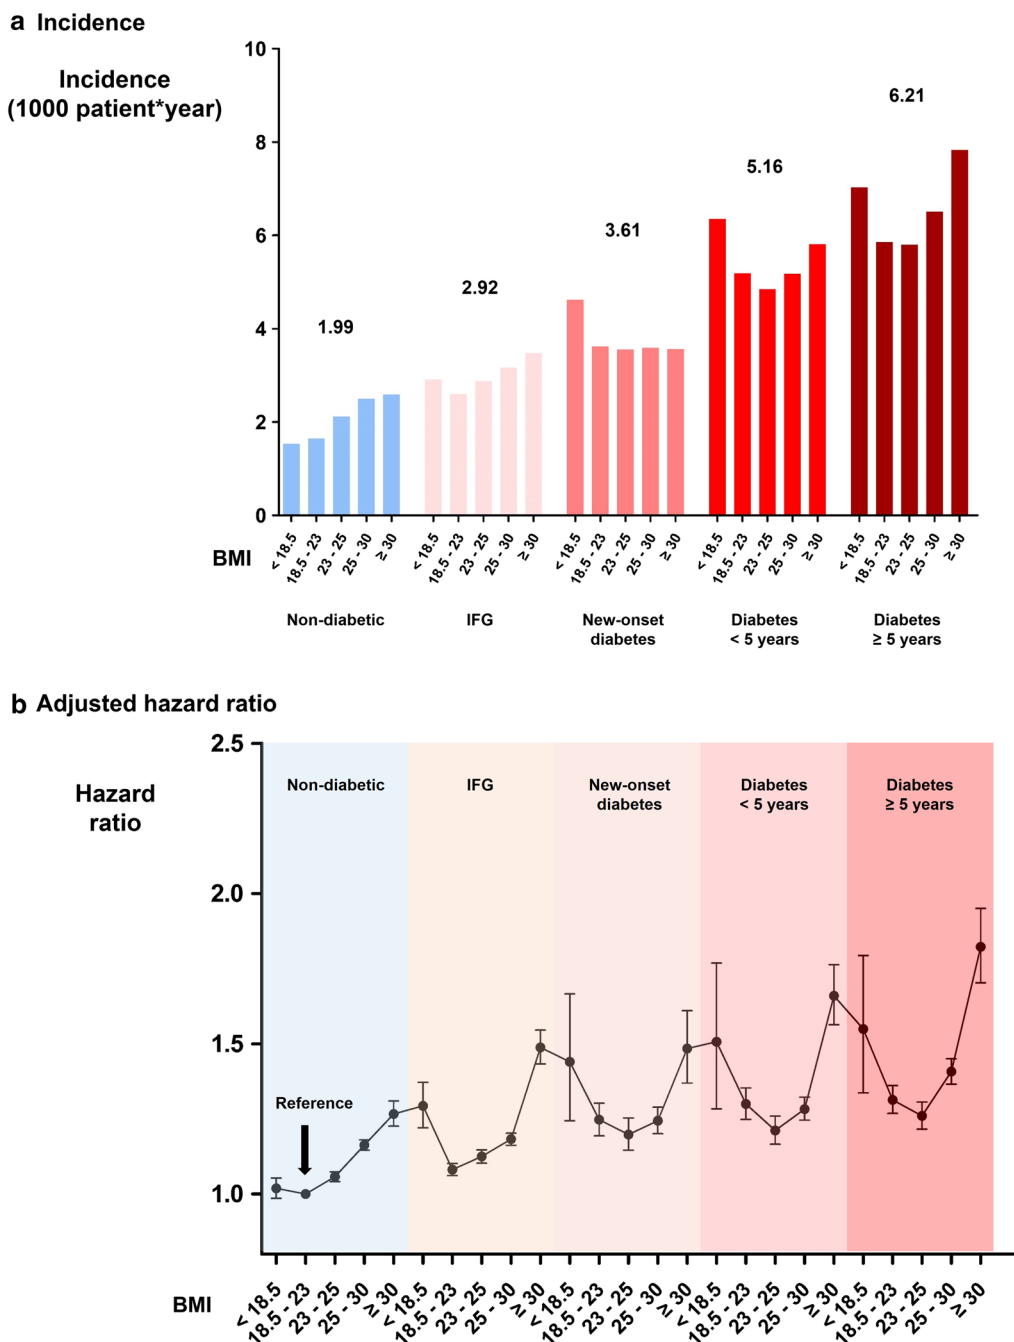 a Incidence
Incidence
(1000 patient*year)
10
8
6
4
2
0
1.99
2.92
3.61
5.16
6.21
BMI
< 18.5
18.5 - 23
23 - 25
25 - 30
≥ 30
< 18.5
18.5 - 23
23 - 25
25 - 30
≥ 30
< 18.5
18.5 - 23
23 - 25
25 - 30
≥ 30
< 18.5
18.5 - 23
23 - 25
25 - 30
≥ 30
< 18.5
18.5 - 23
23 - 25
25 - 30
≥ 30
Non-diabetic
IFG
New-onset
diabetes
Diabetes
< 5 years
Diabetes
≥ 5 years
b Adjusted hazard ratio
Hazard
ratio
2.5
2.0
1.5
1.0
Non-diabetic
IFG
New-onset
diabetes
Diabetes
< 5 years
Diabetes
≥ 5 years
Reference
BMI
< 18.5
18.5 - 23
23 - 25
25 - 30
≥ 30
< 18.5
18.5 - 23
23 - 25
25 - 30
≥ 30
< 18.5
18.5 - 23
23 - 25
25 - 30
≥ 30
< 18.5
18.5 - 23
23 - 25
25 - 30
≥ 30
< 18.5
18.5 - 23
23 - 25
25 - 30
≥ 30